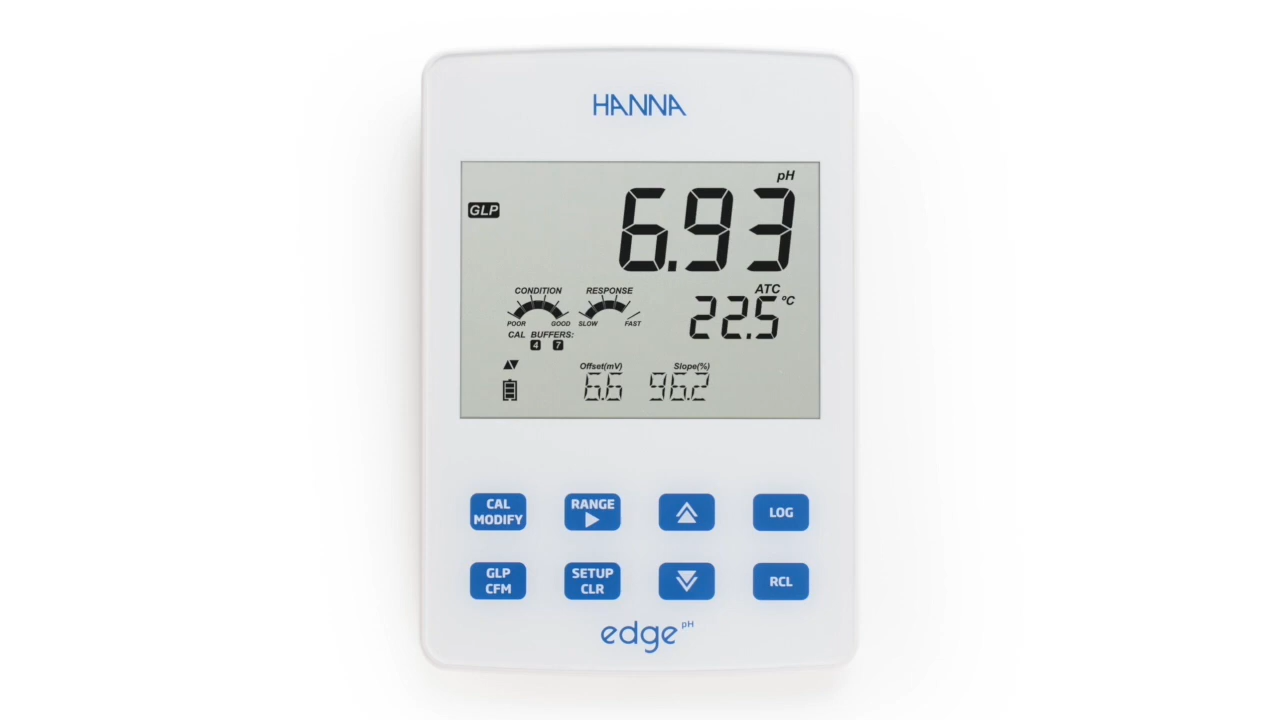 HANNA
pH
GLP
6.93
CONDITION RESPONSE ATC
POOR GOOD SLOW FAST 22.5 °C
CAL BUFFERS:
4 7
Offset(mV) Slope(%)
6.6 96.2
CAL MODIFY
RANGE
LOG
GLP CFM
SETUP CLR
RCL
edge pH